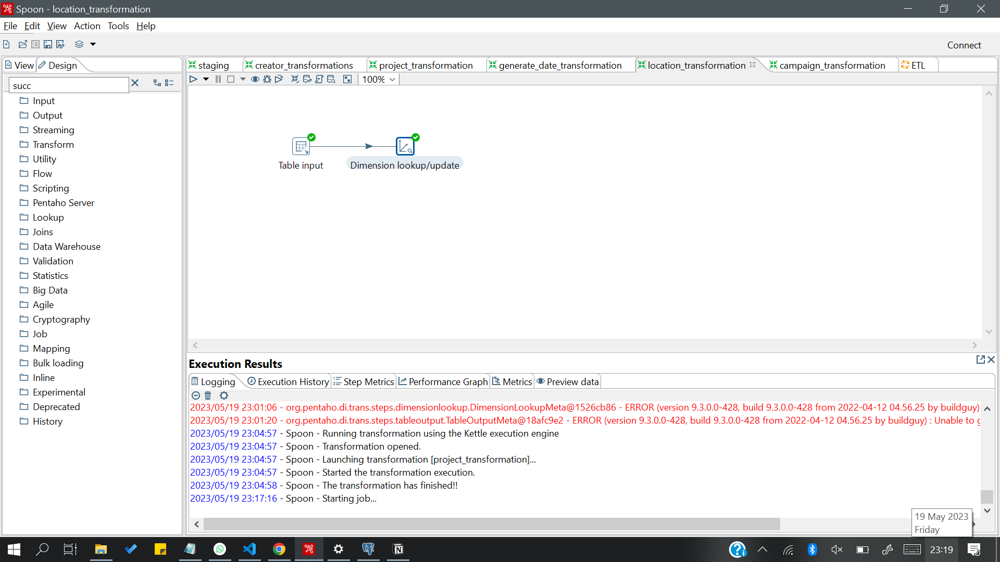 Spoon - location_transformation
File Edit View Action Tools Help
Connect
View Design
staging creator_transformations project_transformation generate_date_transformation location_transformation campaign_transformation ETL
succ
100%
Input
Output
Streaming
Transform
Utility
Flow
Scripting
Pentaho Server
Lookup
Joins
Data Warehouse
Validation
Statistics
Big Data
Agile
Cryptography
Job
Mapping
Bulk loading
Inline
Experimental
Deprecated
History
Table input
Dimension lookup/update
Execution Results
Logging Execution History Step Metrics Performance Graph Metrics Preview data
2023/05/19 23:01:06 - org.pentaho.di.trans.steps.dimensionlookup.DimensionLookupMeta@1526cb86 - ERROR (version 9.3.0.0-428, build 9.3.0.0-428 from 2022-04-12 04.56.25 by buildguy)
2023/05/19 23:01:20 - org.pentaho.di.trans.steps.tableoutput.TableOutputMeta@18afc9e2 - ERROR (version 9.3.0.0-428, build 9.3.0.0-428 from 2022-04-12 04.56.25 by buildguy) : Unable to
2023/05/19 23:04:57 - Spoon - Running transformation using the Kettle execution engine
2023/05/19 23:04:57 - Spoon - Transformation opened.
2023/05/19 23:04:57 - Spoon - Launching transformation [project_transformation]...
2023/05/19 23:04:57 - Spoon - Started the transformation execution.
2023/05/19 23:04:58 - Spoon - The transformation has finished!!
2023/05/19 23:17:16 - Spoon - Starting job...
19 May 2023
Friday
23:19